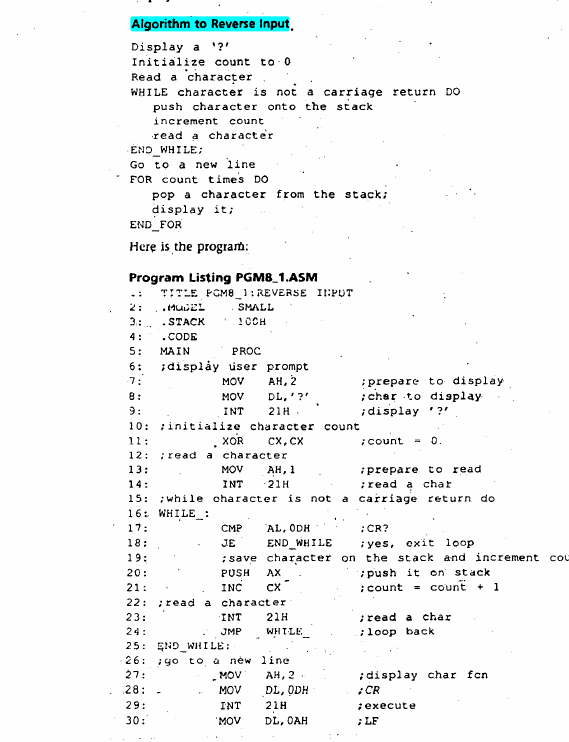 Algorithm to Reverse Input.
Display a '?'
Initialize count to 0
Read a character
WHILE character is not a carriage return DO
push character onto the stack
increment count
read a character
END_WHILE;
Go to a new line
FOR count times DO
pop a character from the stack;
display it;
END_FOR
Here is the program:
Program Listing PGM8_1.ASM
1: TITLE PGM8_1:REVERSE INPUT
2: .MODEL SMALL
3: .STACK 100H
4: .CODE
5: MAIN PROC
6: ;display user prompt
7: MOV AH,2 ;prepare to display
8: MOV DL,'?' ;char to display
9: INT 21H ;display '?'
10: ;initialize character count
11: XOR CX,CX ;count = 0
12: ;read a character
13: MOV AH,1 ;prepare to read
14: INT 21H ;read a char
15: ;while character is not a carriage return do
16: WHILE_:
17: CMP AL,0DH ;CR?
18: JE END_WHILE ;yes, exit loop
19: ;save character on the stack and increment cou
20: PUSH AX ;push it on stack
21: INC CX ;count = count + 1
22: ;read a character
23: INT 21H ;read a char
24: JMP WHILE_ ;loop back
25: END_WHILE:
26: ;go to a new line
27: MOV AH,2 ;display char fcn
28: MOV DL,0DH ;CR
29: INT 21H ;execute
30: MOV DL,0AH ;LF